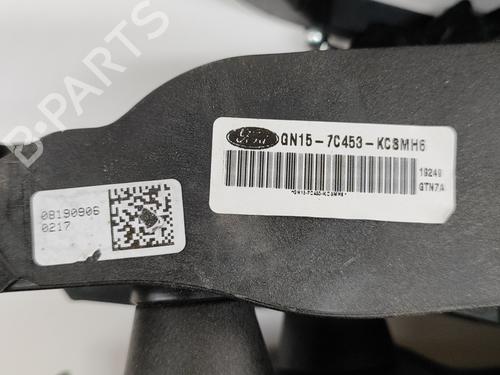 B-PARTS
Ford
GN15-7C453-KC8MH6
19249
GTN7A
08190906
0217